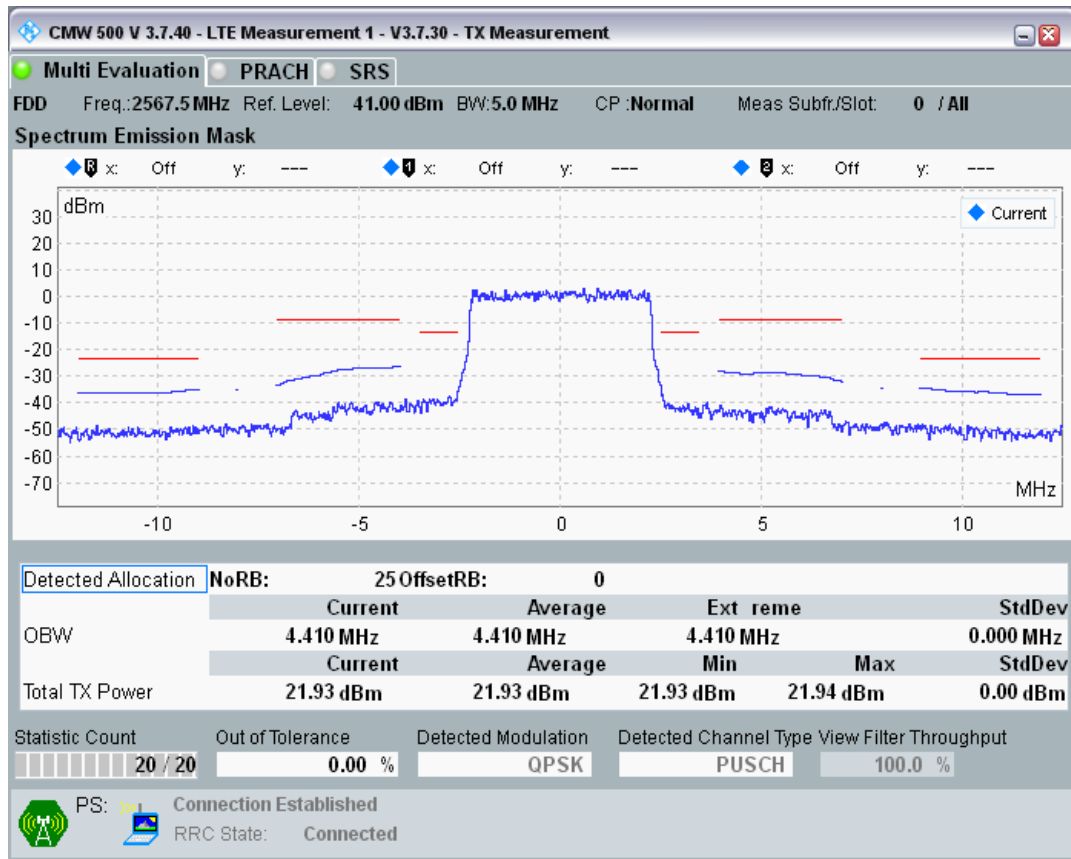 CMW 500 V 3.7.40 - LTE Measurement 1 - V3.7.30 - TX Measurement
Multi Evaluation PRACH SRS
FDD Freq.:2567.5 MHz Ref. Level: 41.00 dBm BW:5.0 MHz CP :Normal Meas Subfr./Slot: 0 / All
Spectrum Emission Mask
R x: Off y: --- 1 x: Off y: --- 2 x: Off y: ---
dBm
Current
30
20
10
0
-10
-20
-30
-40
-50
-60
-70
MHz
-10 -5 0 5 10
Detected Allocation NoRB: 25 OffsetRB: 0
Current Average Ext reme StdDev
OBW 4.410 MHz 4.410 MHz 4.410 MHz 0.000 MHz
Current Average Min Max StdDev
Total TX Power 21.93 dBm 21.93 dBm 21.93 dBm 21.94 dBm 0.00 dBm
Statistic Count Out of Tolerance Detected Modulation Detected Channel Type View Filter Throughput
20 / 20 0.00 % QPSK PUSCH 100.0 %
PS: Connection Established
RRC State: Connected